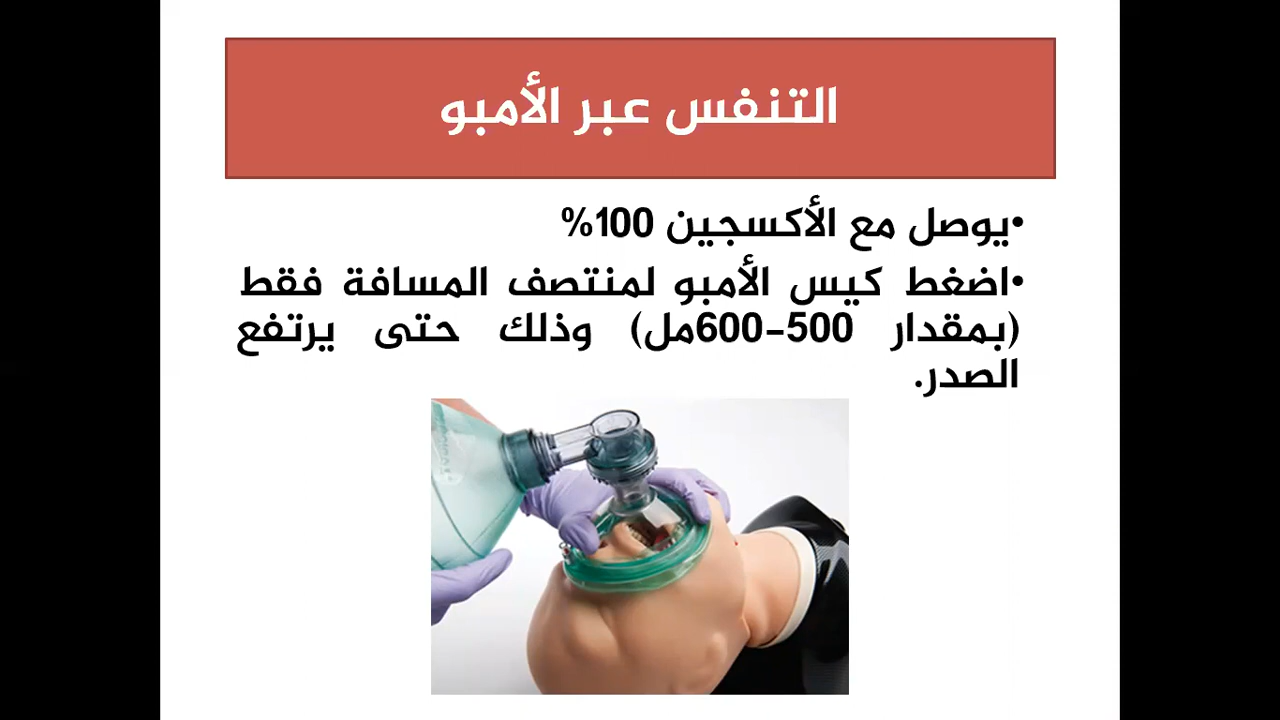 التنفس عبر الأمبو
•يوصل مع الأكسجين 100%
•اضغط كيس الأمبو لمنتصف المسافة فقط
(بمقدار 500-600مل) وذلك حتى يرتفع
الصدر.